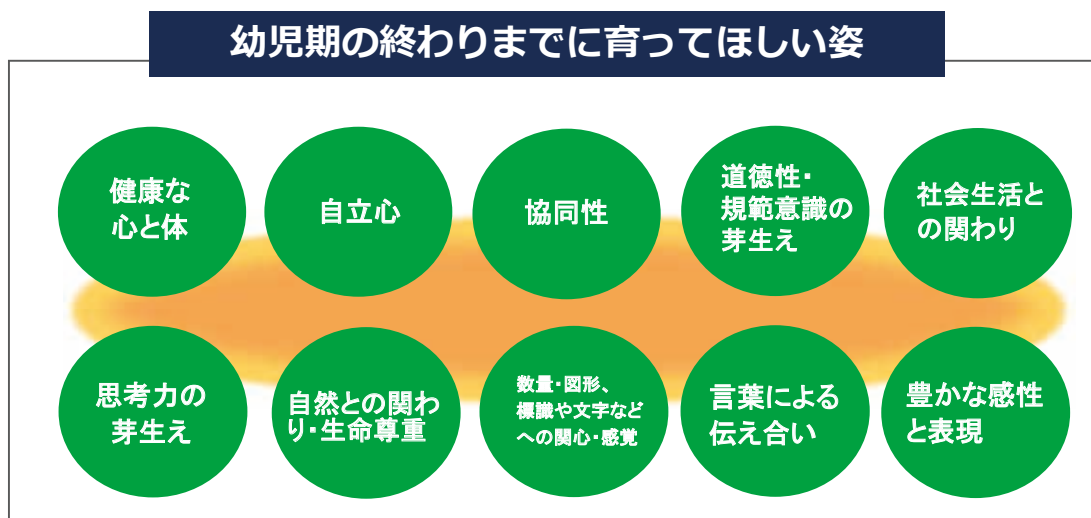 幼児期の終わりまでに育ってほしい姿
健康な
心と体
自立心
協同性
道徳性・
規範意識の
芽生え
社会生活と
の関わり
思考力の
芽生え
自然との関わ
り・生命尊重
数量・図形、
標識や文字など
への関心・感覚
言葉による
伝え合い
豊かな感性
と表現